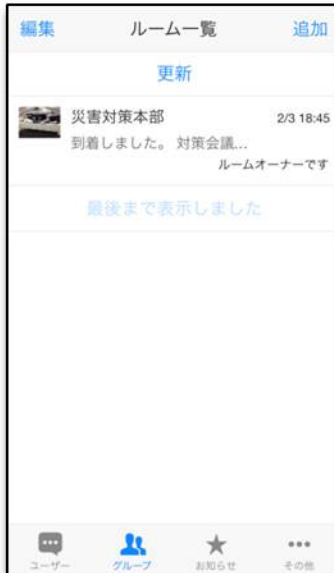 編集 ルーム一覧 追加
更新
災害対策本部 2/3 18:45
到着しました。 対策会議...
ルームオーナーです
最後まで表示しました
ユーザー グループ お知らせ その他